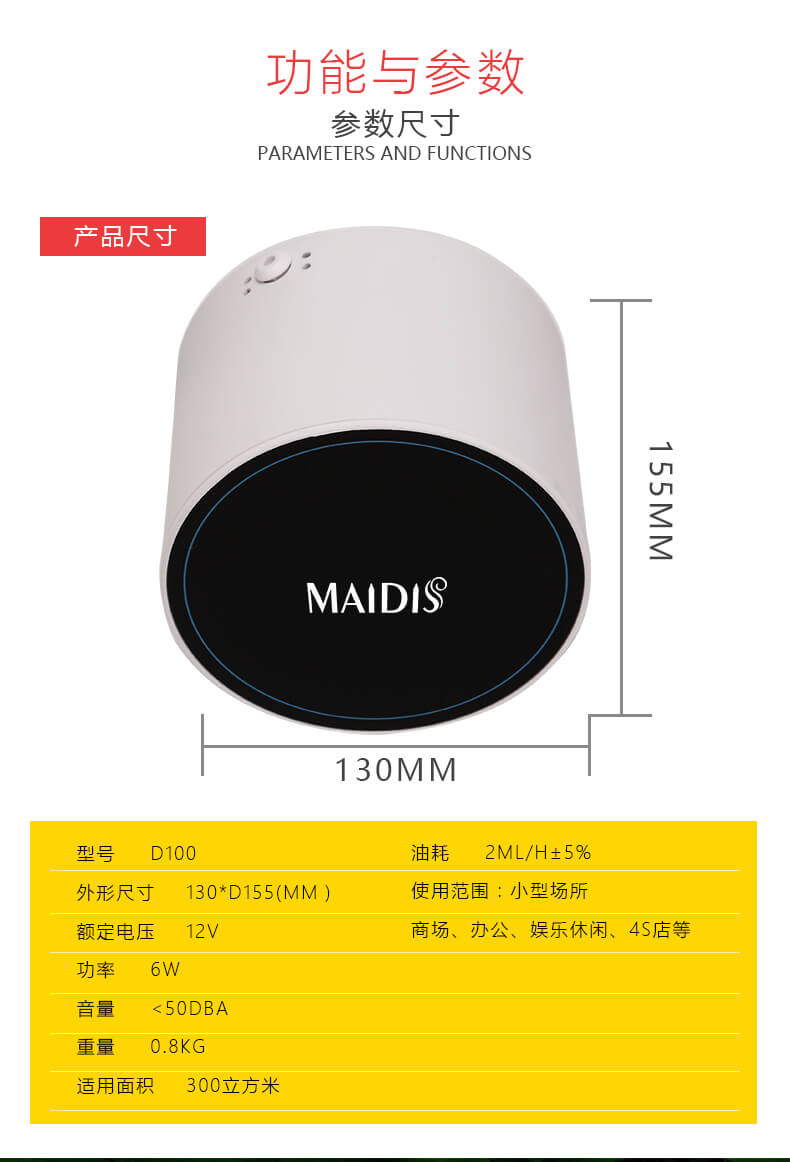 功能与参数
参数尺寸
PARAMETERS AND FUNCTIONS
产品尺寸
155MM
MAIDIS
130MM
型号 D100 油耗 2ML/H±5%
外形尺寸 130*D155(MM ) 使用范围：小型场所
额定电压 12V 商场、办公、娱乐休闲、4S店等
功率 6W
音量 <50DBA
重量 0.8KG
适用面积 300立方米